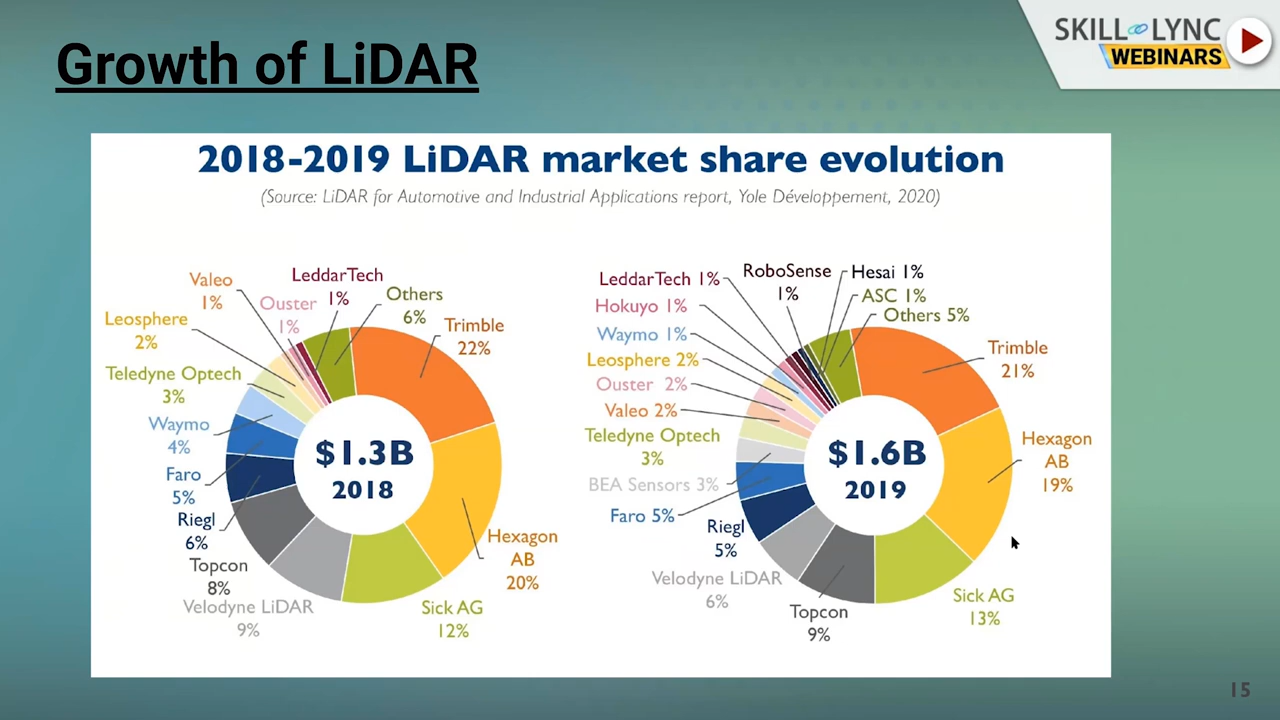 Growth of LiDAR
SKILL LYNC
WEBINARS
2018-2019 LiDAR market share evolution
(Source: LiDAR for Automotive and Industrial Applications report, Yole Développement, 2020)
Valeo
1%
LeddarTech
1%
Ouster
1%
Others
6%
Leosphere
2%
Trimble
22%
Teledyne Optech
3%
Waymo
4%
Faro
5%
Riegl
6%
Topcon
8%
Velodyne LiDAR
9%
Sick AG
12%
Hexagon
AB
20%
$1.3B
2018
LeddarTech 1%
RoboSense
1%
Hesai 1%
ASC 1%
Others 5%
Hokuyo 1%
Waymo 1%
Leosphere 2%
Ouster 2%
Valeo 2%
Teledyne Optech
3%
BEA Sensors 3%
Faro 5%
Riegl
5%
Velodyne LiDAR
6%
Topcon
9%
Sick AG
13%
Hexagon
AB
19%
Trimble
21%
$1.6B
2019
15